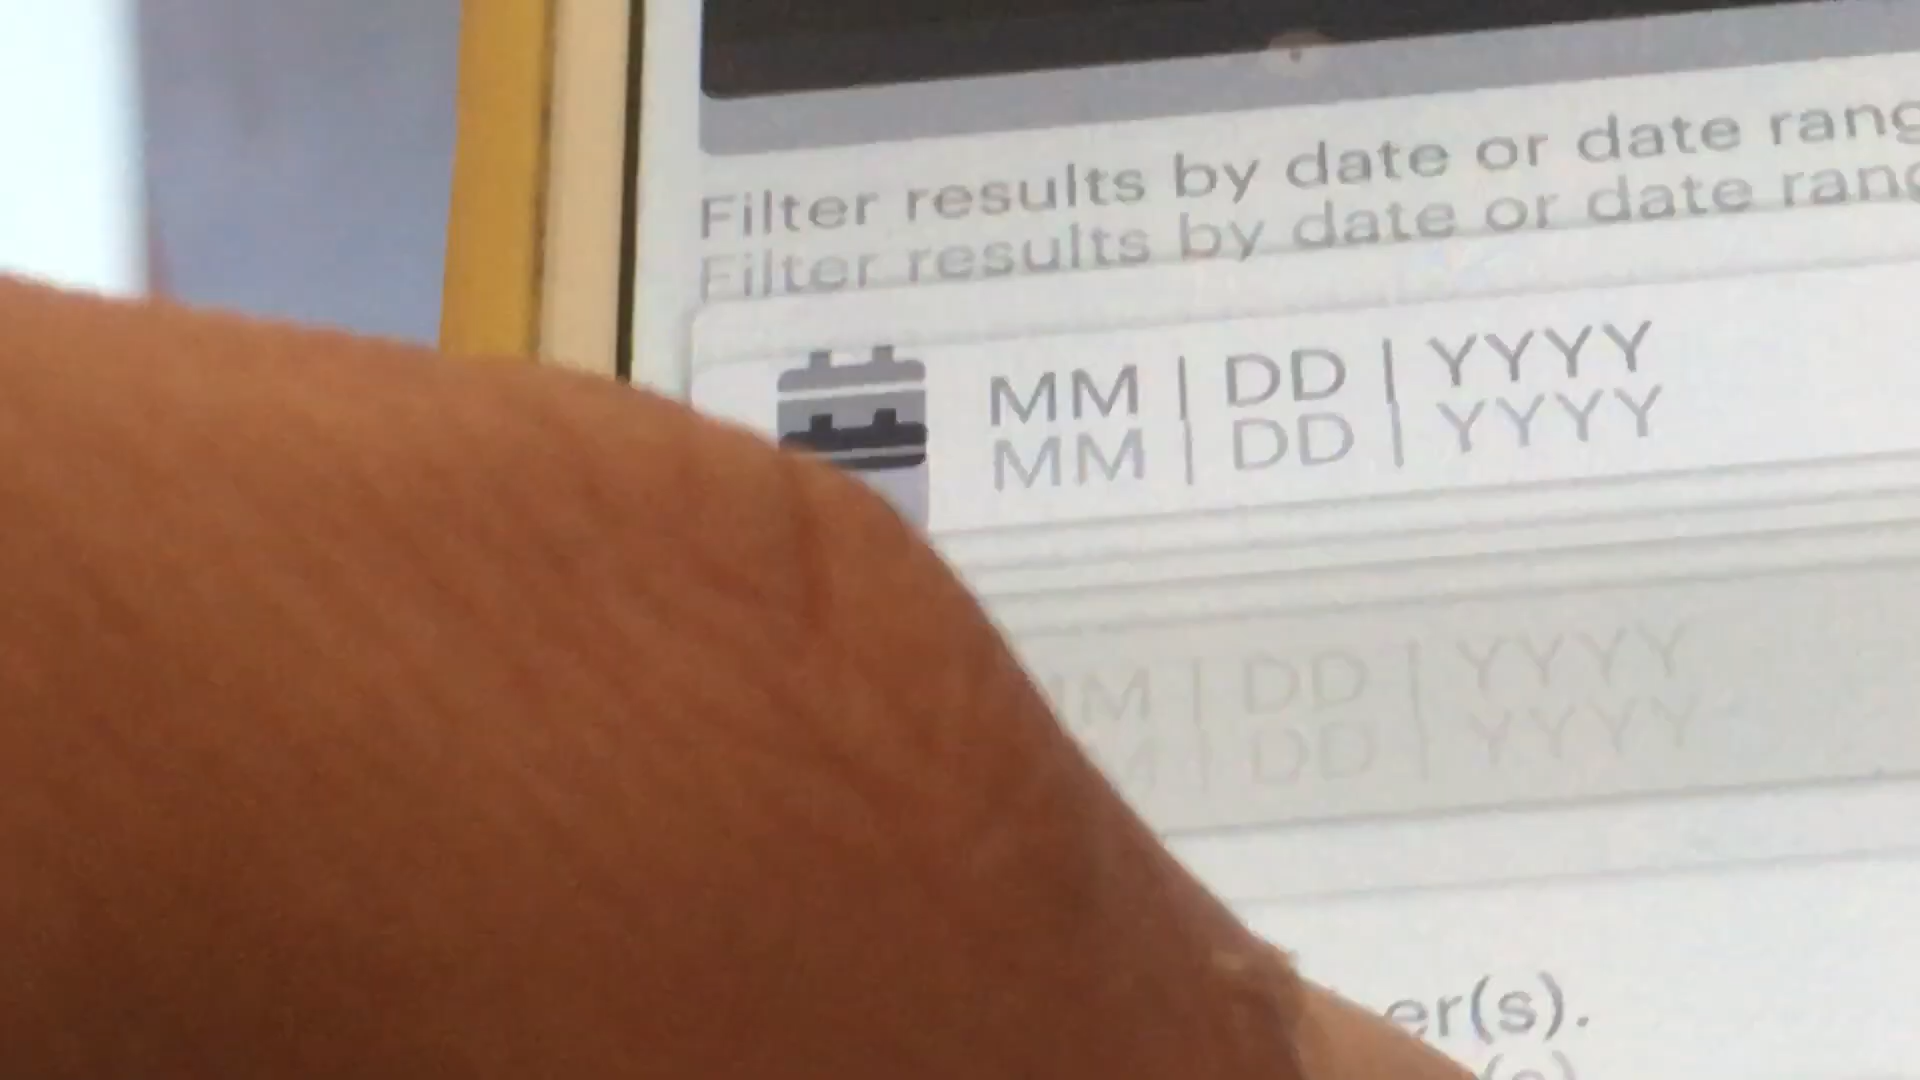 Filter results by date or date rang
MM | DD | YYYY
MM | DD | YYYY
er(s).